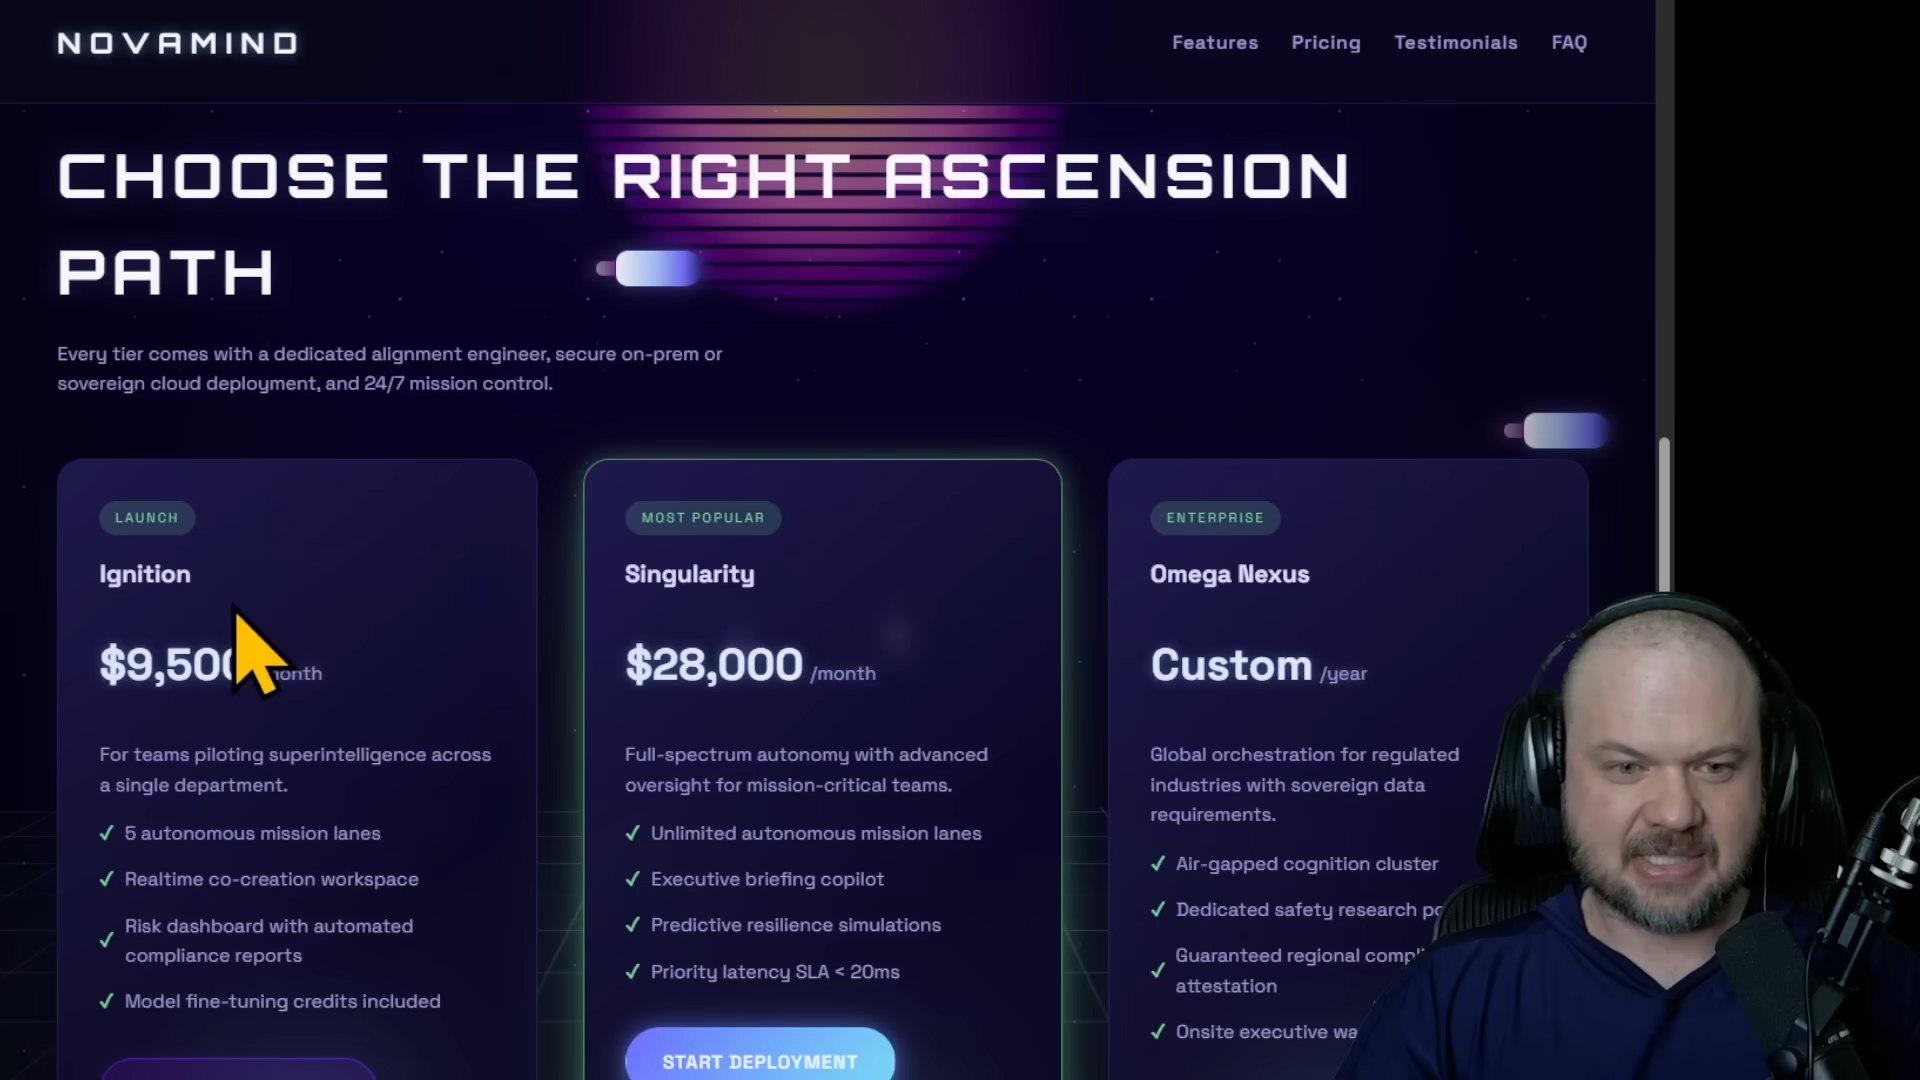 NOVAMIND
Features Pricing Testimonials FAQ
CHOOSE THE RIGHT ASCENSION
PATH
Every tier comes with a dedicated alignment engineer, secure on-prem or
sovereign cloud deployment, and 24/7 mission control.
LAUNCH
Ignition
$9,500 /month
For teams piloting superintelligence across
a single department.
✓ 5 autonomous mission lanes
✓ Realtime co-creation workspace
✓ Risk dashboard with automated
compliance reports
✓ Model fine-tuning credits included
MOST POPULAR
Singularity
$28,000 /month
Full-spectrum autonomy with advanced
oversight for mission-critical teams.
✓ Unlimited autonomous mission lanes
✓ Executive briefing copilot
✓ Predictive resilience simulations
✓ Priority latency SLA < 20ms
START DEPLOYMENT
ENTERPRISE
Omega Nexus
Custom /year
Global orchestration for regulated
industries with sovereign data
requirements.
✓ Air-gapped cognition cluster
✓ Dedicated safety research
✓ Guaranteed regional
attestation
✓ Onsite executive